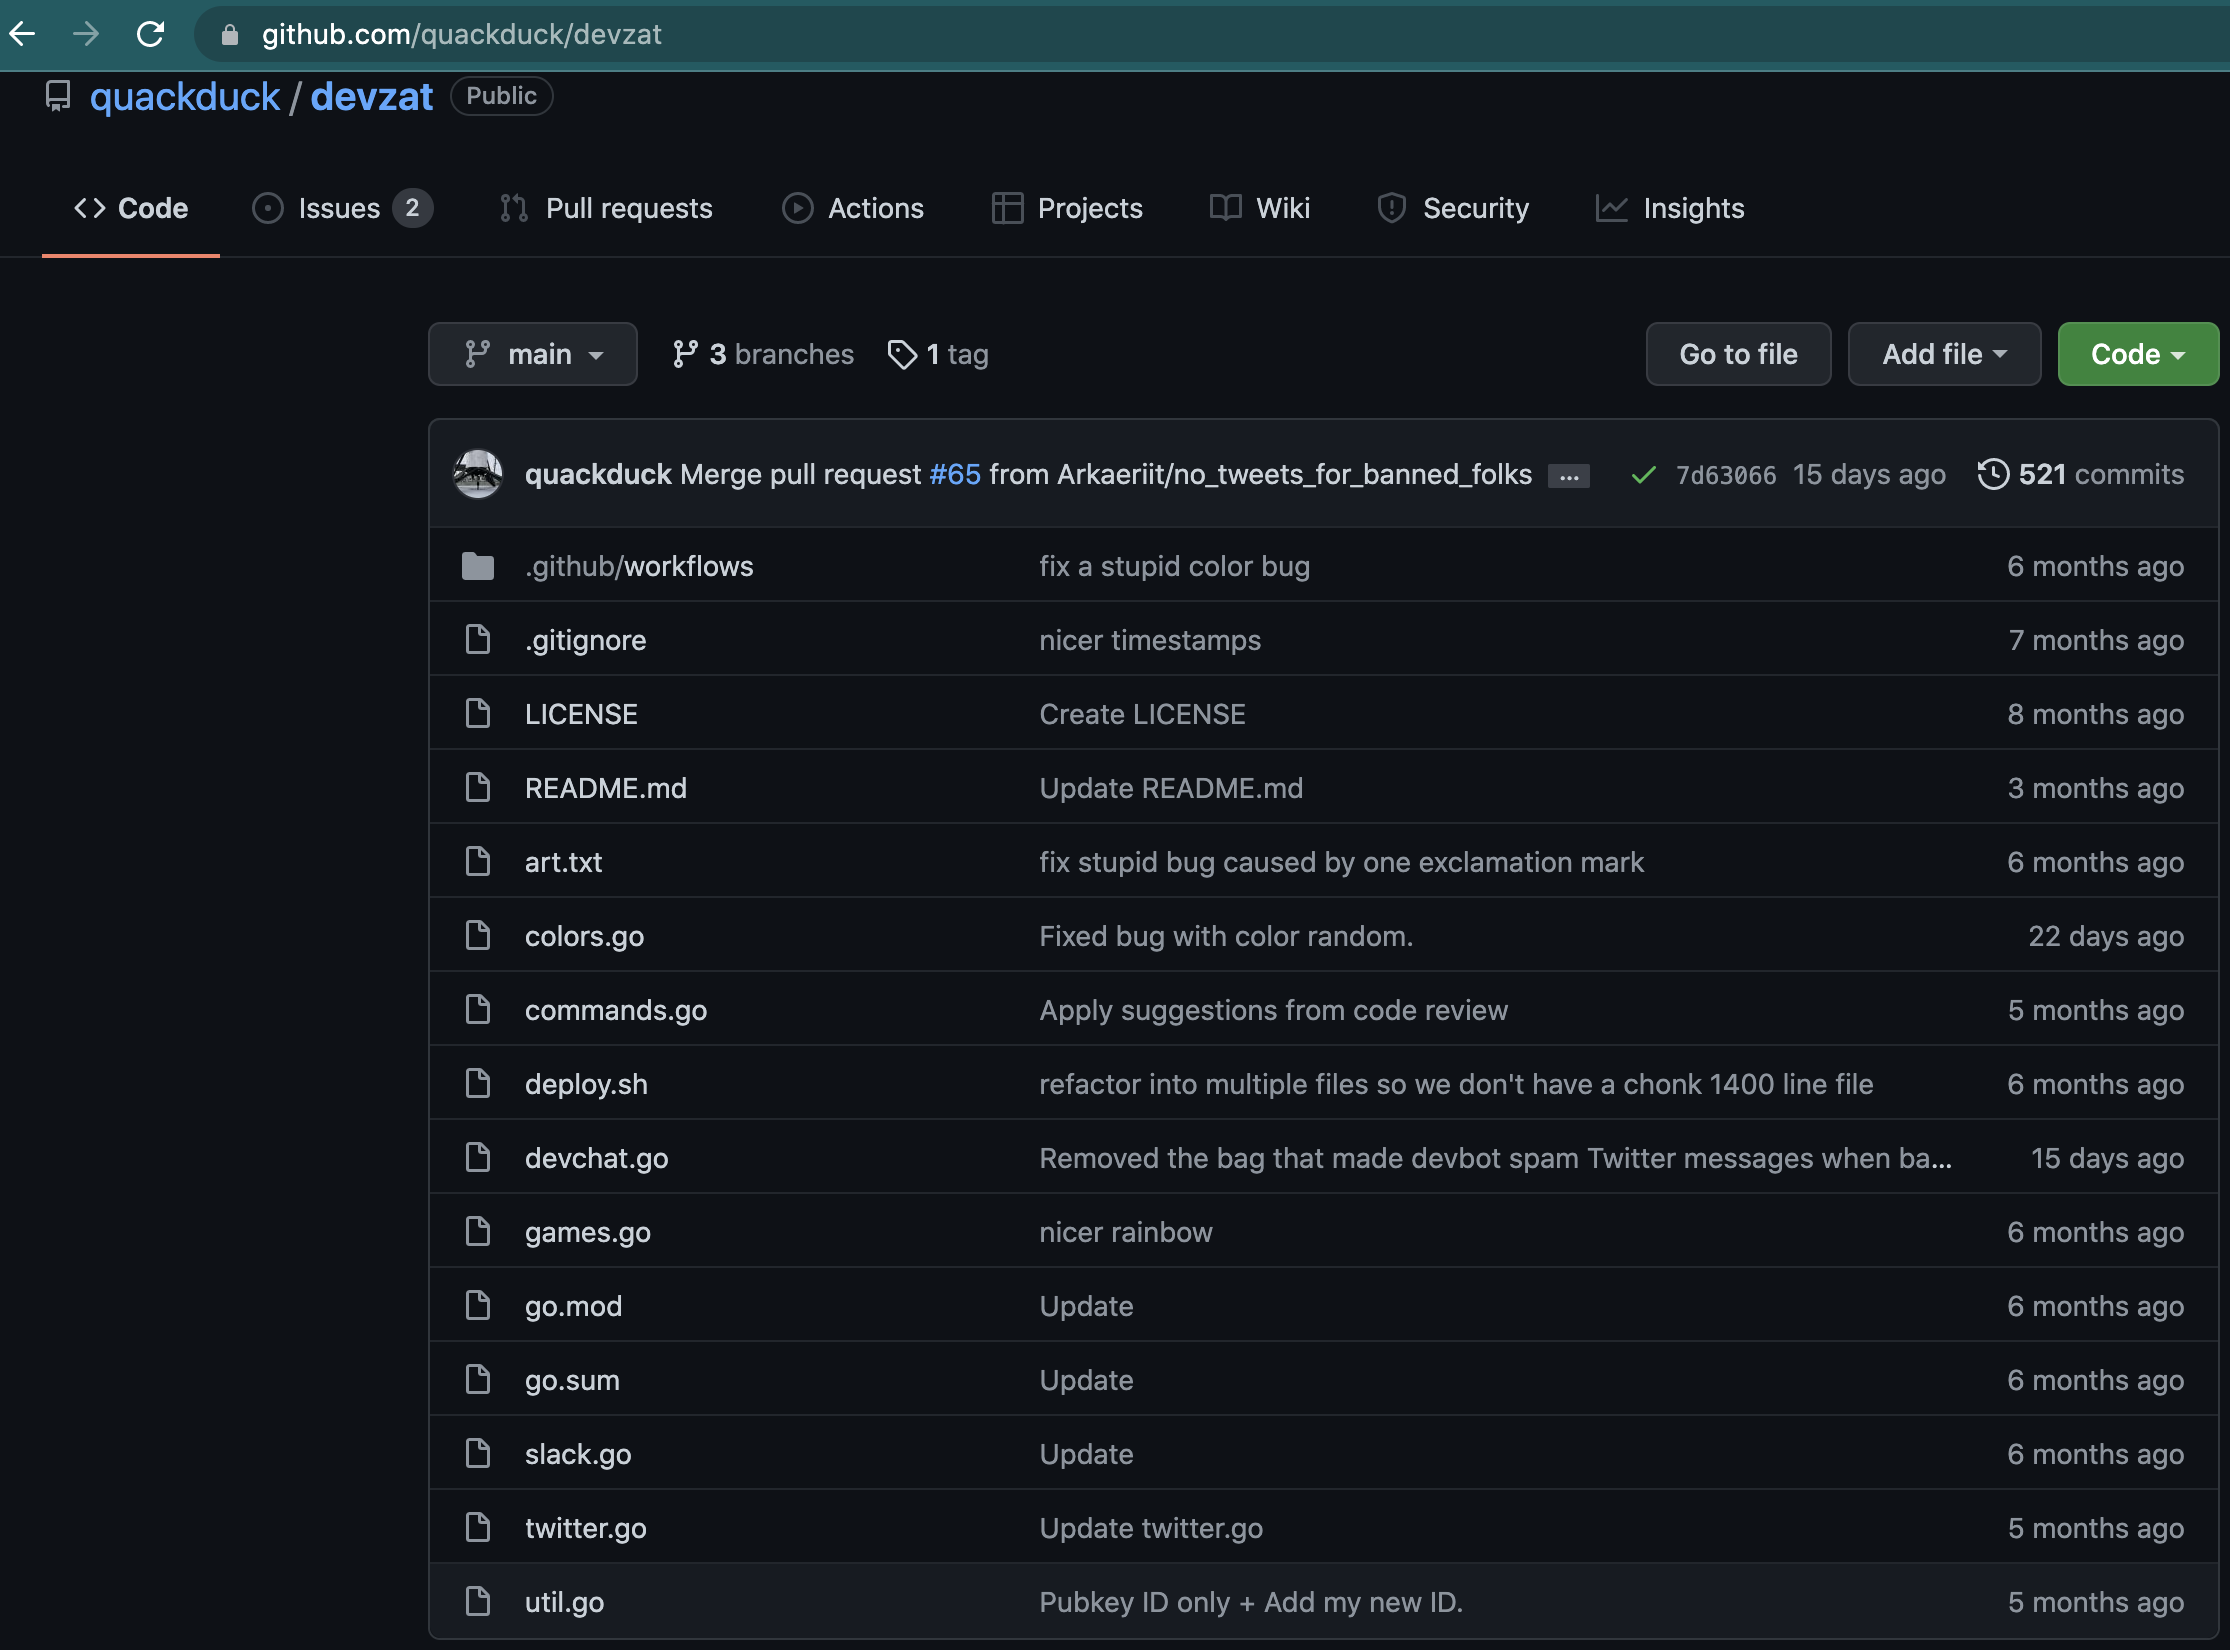 github.com/quackduck/devzat
quackduck / devzat Public
Code Issues 2 Pull requests Actions Projects Wiki Security Insights
main 3 branches 1 tag Go to file Add file Code
quackduck Merge pull request #65 from Arkaeriit/no_tweets_for_banned_folks ... 7d63066 15 days ago 521 commits
.github/workflows fix a stupid color bug 6 months ago
.gitignore nicer timestamps 7 months ago
LICENSE Create LICENSE 8 months ago
README.md Update README.md 3 months ago
art.txt fix stupid bug caused by one exclamation mark 6 months ago
colors.go Fixed bug with color random. 22 days ago
commands.go Apply suggestions from code review 5 months ago
deploy.sh refactor into multiple files so we don't have a chonk 1400 line file 6 months ago
devchat.go Removed the bag that made devbot spam Twitter messages when ba... 15 days ago
games.go nicer rainbow 6 months ago
go.mod Update 6 months ago
go.sum Update 6 months ago
slack.go Update 6 months ago
twitter.go Update twitter.go 5 months ago
util.go Pubkey ID only + Add my new ID. 5 months ago